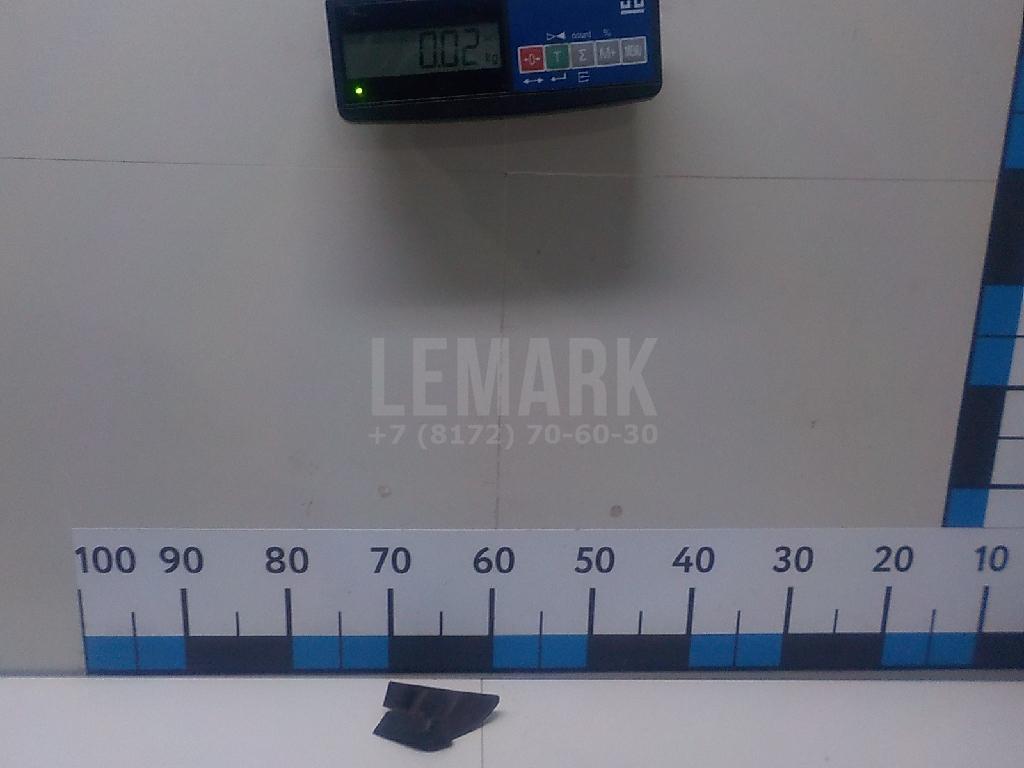 0.02 kg
count %
→0← T Σ M+ MENU
LEMARK
+7 (8172) 70-60-30
100 90 80 70 60 50 40 30 20 10